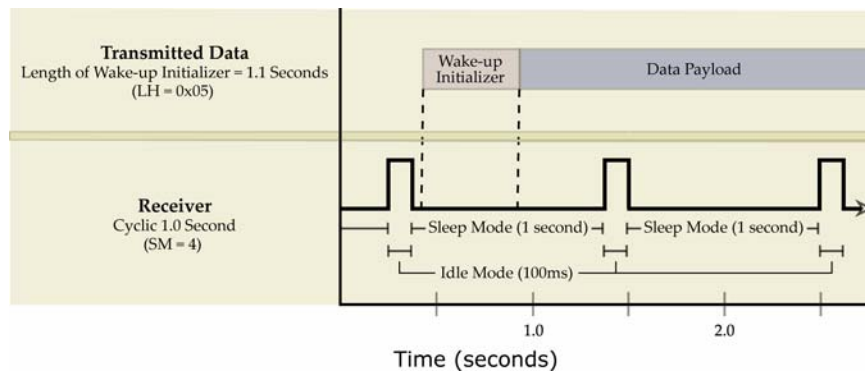 Transmitted Data
Length of Wake-up Initializer = 1.1 Seconds
(LH = 0x05)
Wake-up
Initializer
Data Payload
Receiver
Cyclic 1.0 Second
(SM = 4)
Sleep Mode (1 second)
Sleep Mode (1 second)
Idle Mode (100ms)
1.0
2.0
Time (seconds)